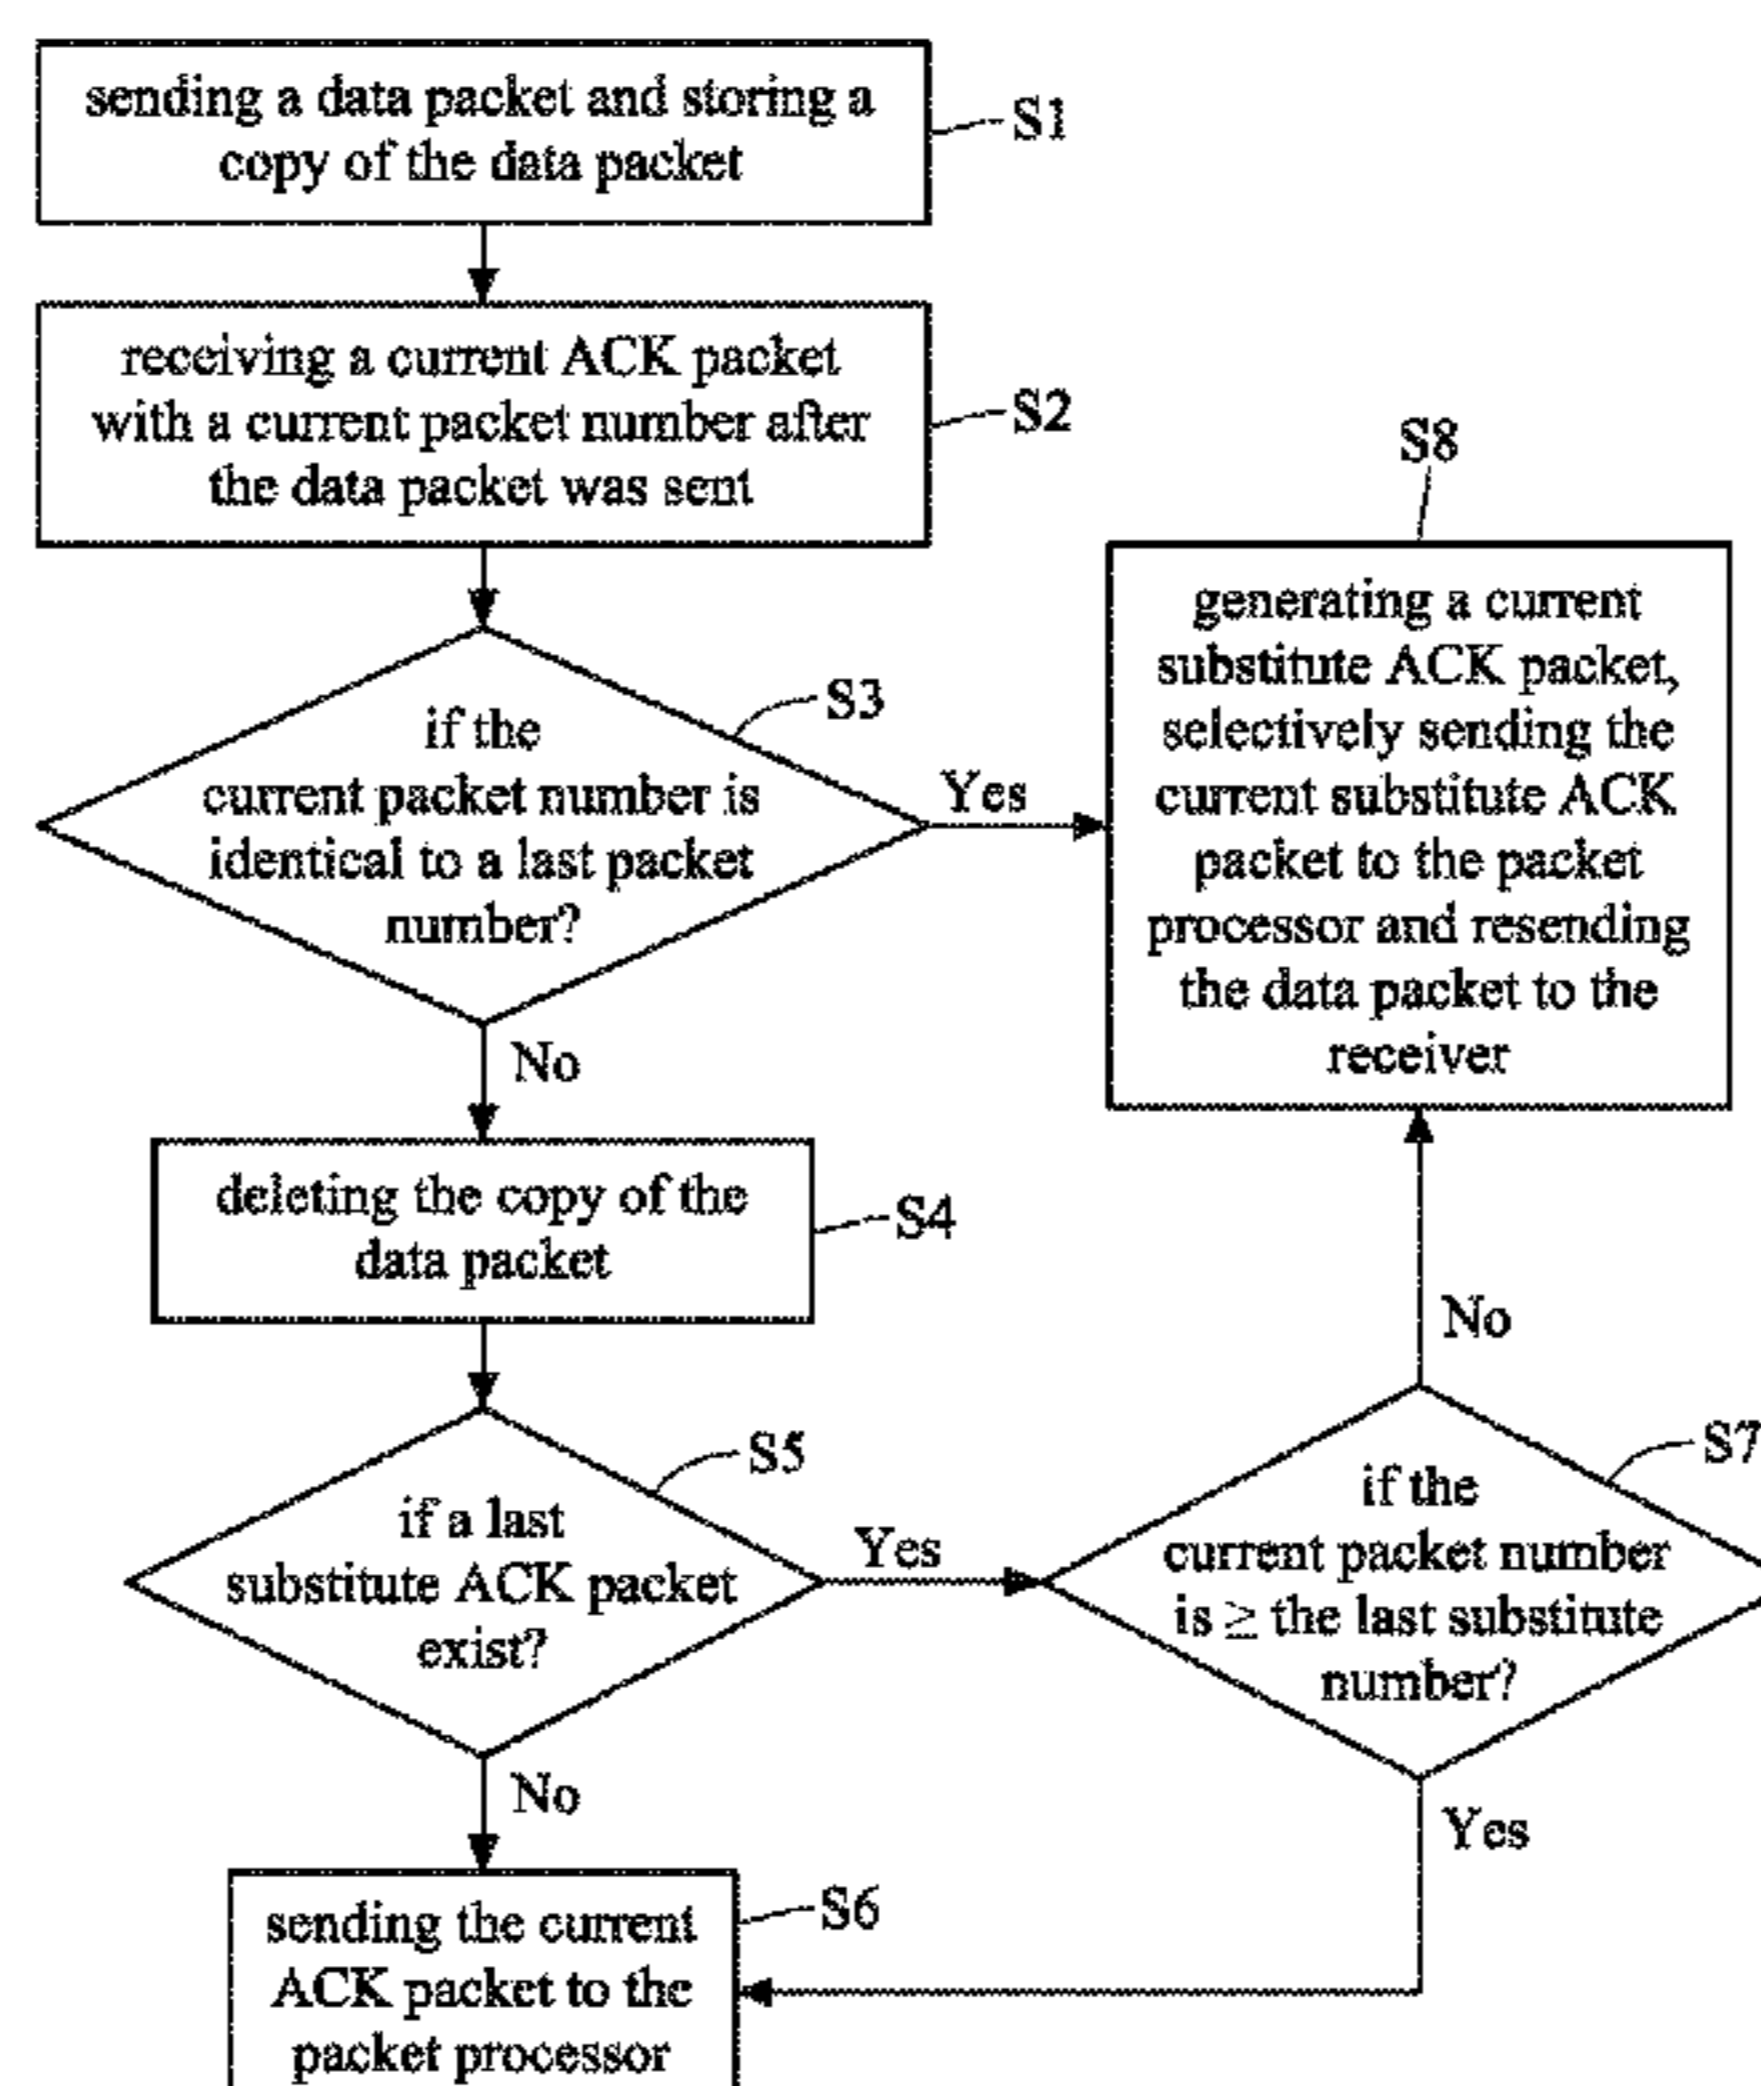 sending a data packet and storing a
copy of the data packet
S1
receiving a current ACK packet
with a current packet number after
the data packet was sent
S2
if the
current packet number is
identical to a last packet
number?
S3
Yes
No
S8
generating a current
substitute ACK packet,
selectively sending the
current substitute ACK
packet to the packet
processor and resending
the data packet to the
receiver
deleting the copy of the
data packet
S4
if a last
substitute ACK packet
exist?
S5
Yes
No
if the
current packet number
is ≥ the last substitute
number?
S7
No
Yes
sending the current
ACK packet to the
packet processor
S6